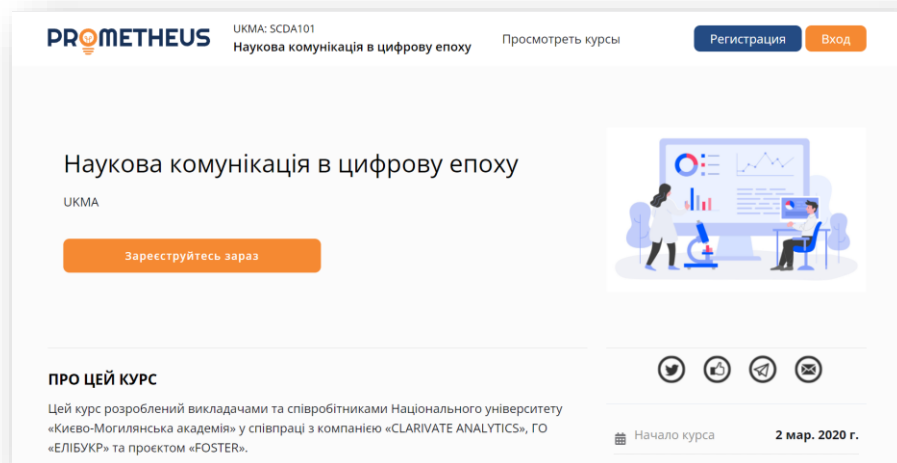 PROMETHEUS
UKMA: SCDA101
Наукова комунікація в цифрову епоху
Просмотреть курсы
Регистрация
Вход
Наукова комунікація в цифрову епоху
UKMA
Зареєструйтесь зараз
ПРО ЦЕЙ КУРС
Цей курс розроблений викладачами та співробітниками Національного університету
«Києво-Могилянська академія» у співпраці з компанією «CLARIVATE ANALYTICS», ГО
«ЕЛІБУКР» та проєктом «FOSTER».
Начало курса
2 мар. 2020 г.